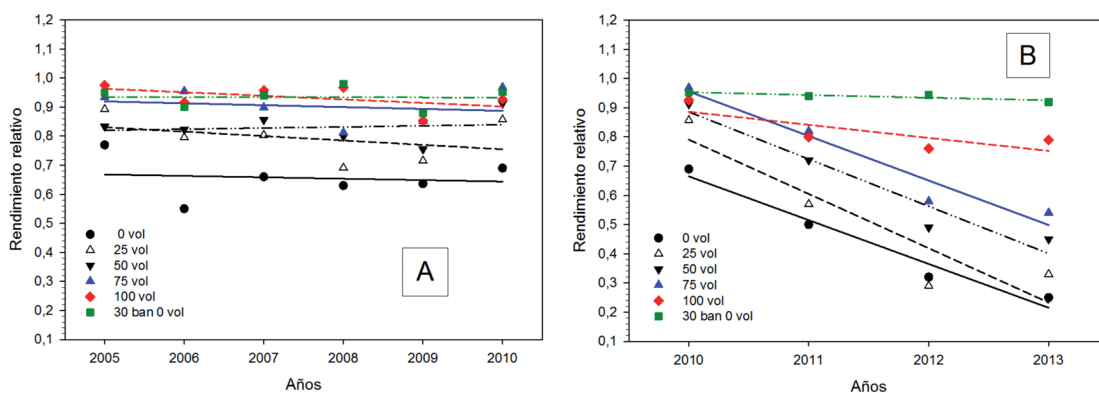 1,2
1,1
1,0
0,9
0,8
0,7
0,6
0,5
0,4
0,3
0,2
0,1
Rendimiento relativo
0 vol
25 vol
50 vol
75 vol
100 vol
30 ban 0 vol
A
2005 2006 2007 2008 2009 2010
Años
1,2
1,1
1,0
0,9
0,8
0,7
0,6
0,5
0,4
0,3
0,2
0,1
Rendimiento relativo
B
0 vol
25 vol
50 vol
75 vol
100 vol
30 ban 0 vol
2010 2011 2012 2013
Años